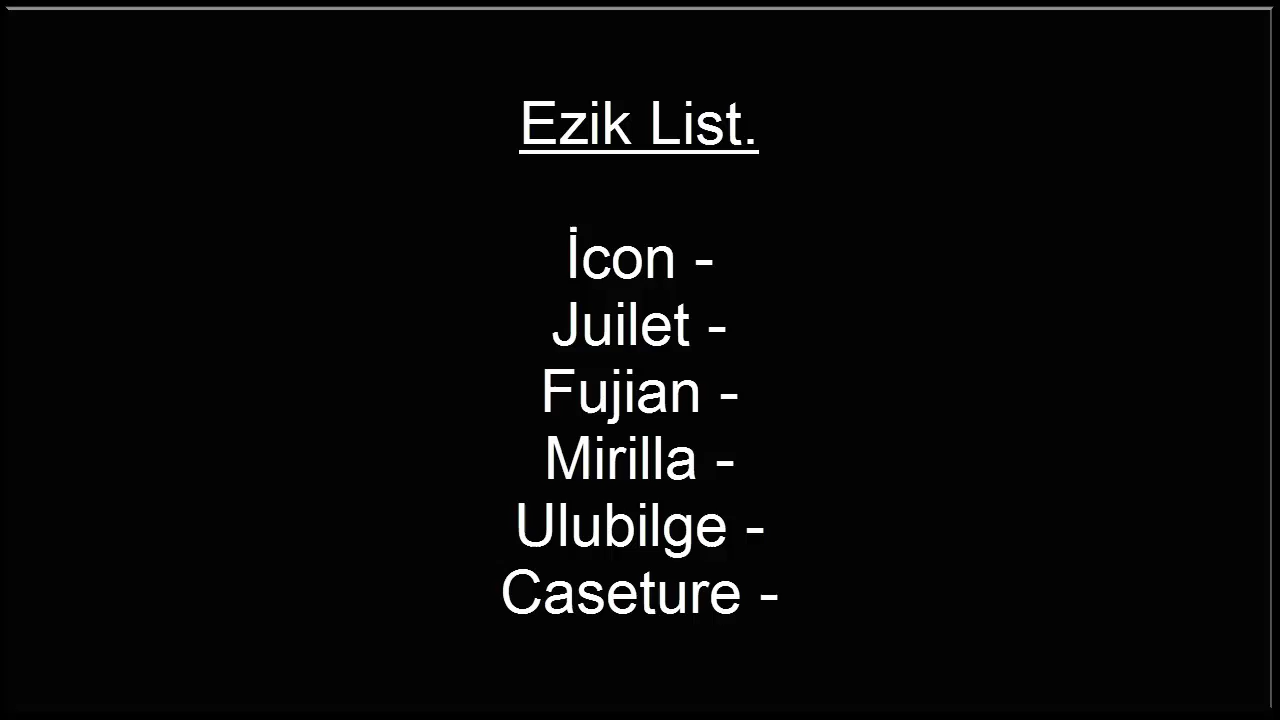 Ezik List.
İcon -
Juilet -
Fujian -
Mirilla -
Ulubilge -
Caseture -